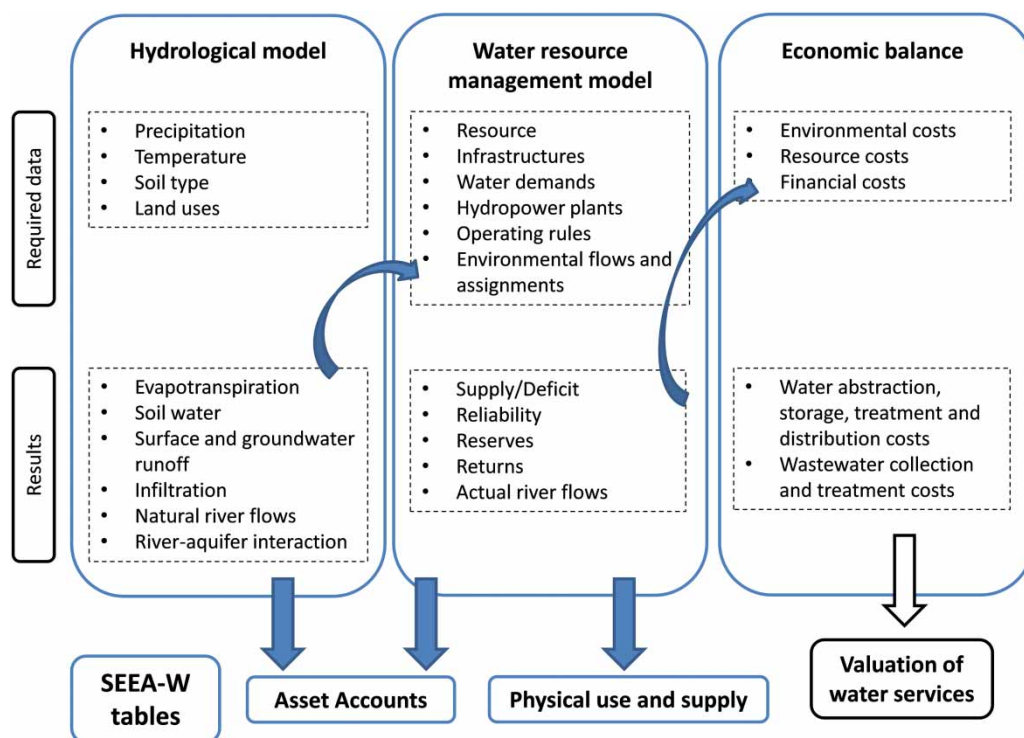 Hydrological model
Water resource
management model
Economic balance
Required data
• Precipitation
• Temperature
• Soil type
• Land uses
• Resource
• Infrastructures
• Water demands
• Hydropower plants
• Operating rules
• Environmental flows and
assignments
• Environmental costs
• Resource costs
• Financial costs
Results
• Evapotranspiration
• Soil water
• Surface and groundwater
runoff
• Infiltration
• Natural river flows
• River-aquifer interaction
• Supply/Deficit
• Reliability
• Reserves
• Returns
• Actual river flows
• Water abstraction,
storage, treatment and
distribution costs
• Wastewater collection
and treatment costs
SEEA-W
tables
Asset Accounts
Physical use and supply
Valuation of
water services